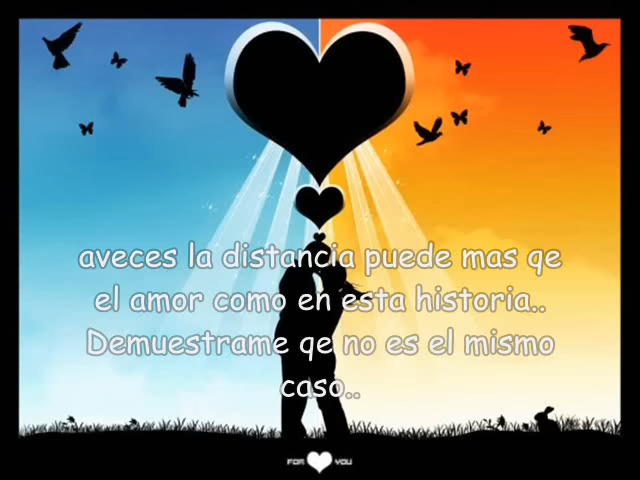 aveces la distancia puede mas qe
el amor como en esta historia..
Demuestrame qe no es el mismo
caso..
FOR YOU